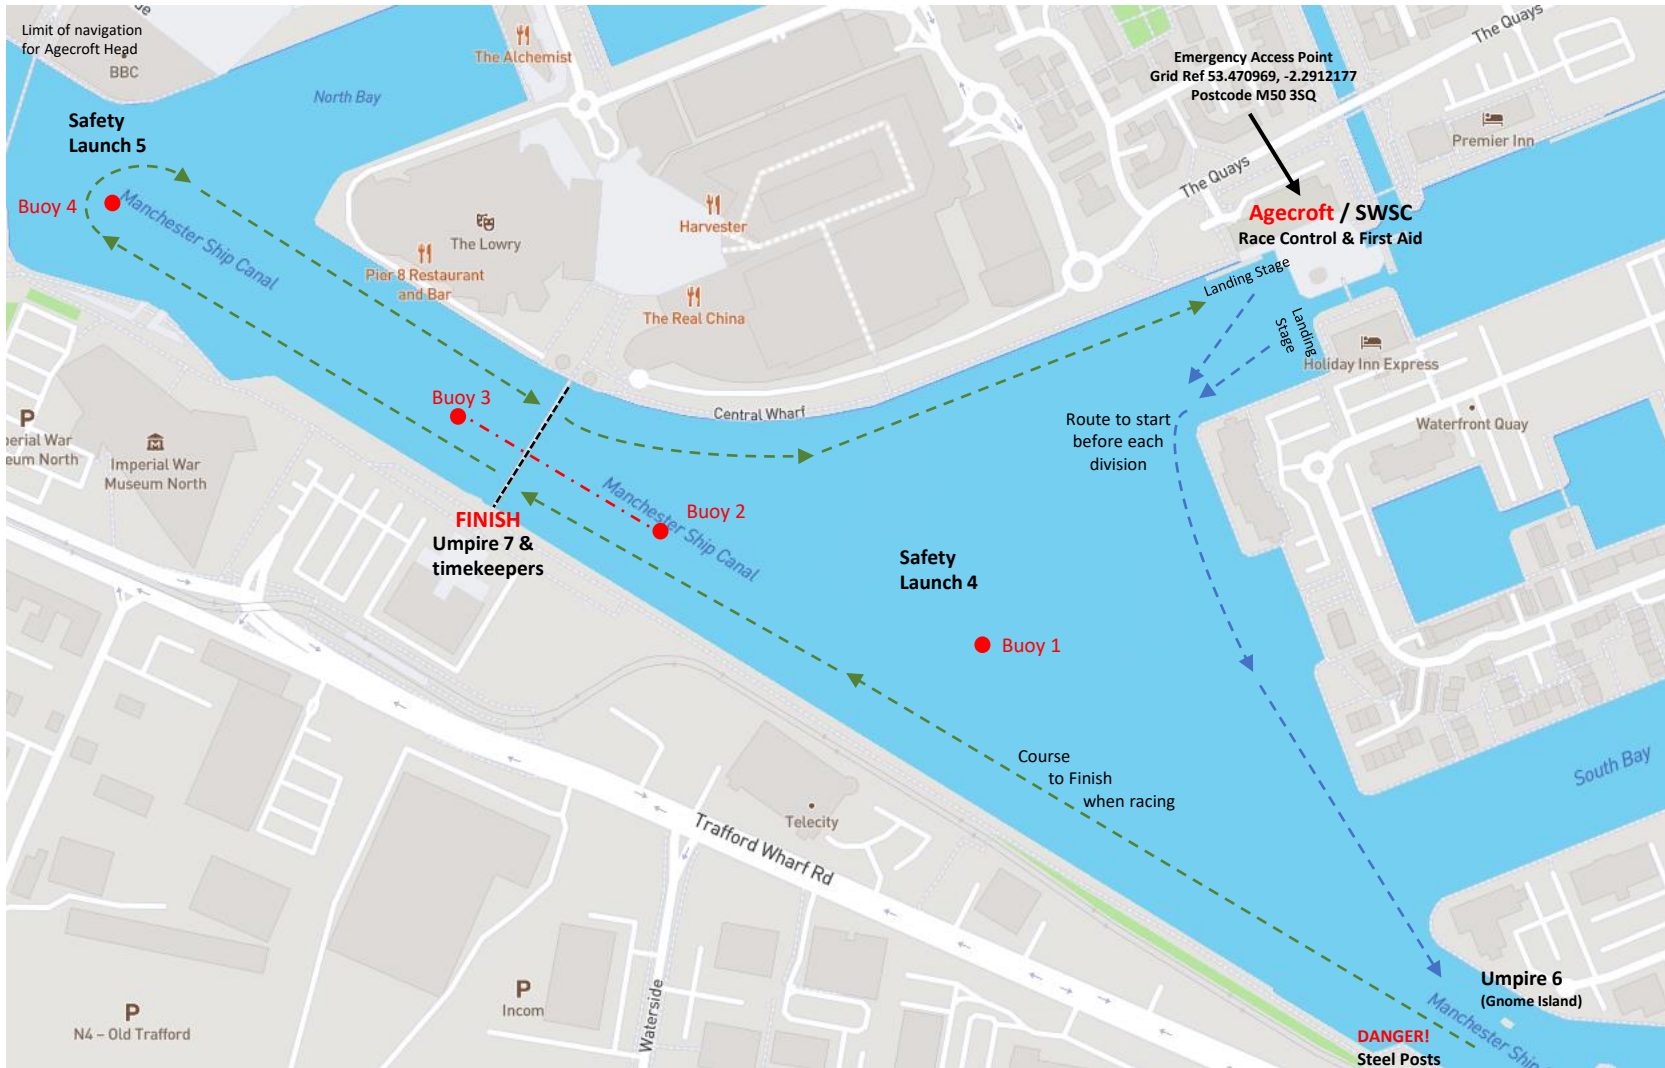 Limit of navigation
for Agecroft Head
BBC
Safety
Launch 5
Buoy 4
Manchester Ship Canal
North Bay
The Alchemist
The Lowry
Pier 8 Restaurant
and Bar
Harvester
The Real China
Central Wharf
The Quays
Emergency Access Point
Grid Ref 53.470969, -2.2912177
Postcode M50 3SQ
Premier Inn
The Quays
Agecroft / SWSC
Race Control & First Aid
Landing Stage
Landing
Stage
Holiday Inn Express
Waterfront Quay
Route to start
before each
division
Buoy 3
Buoy 2
Manchester Ship Canal
FINISH
Umpire 7 &
timekeepers
P
perial War
eum North
Imperial War
Museum North
Safety
Launch 4
Buoy 1
Course
to Finish
when racing
South Bay
Telecity
Trafford Wharf Rd
Waterside
P
Incom
P
N4 – Old Trafford
Umpire 6
(Gnome Island)
Manchester Ship
DANGER!
Steel Posts